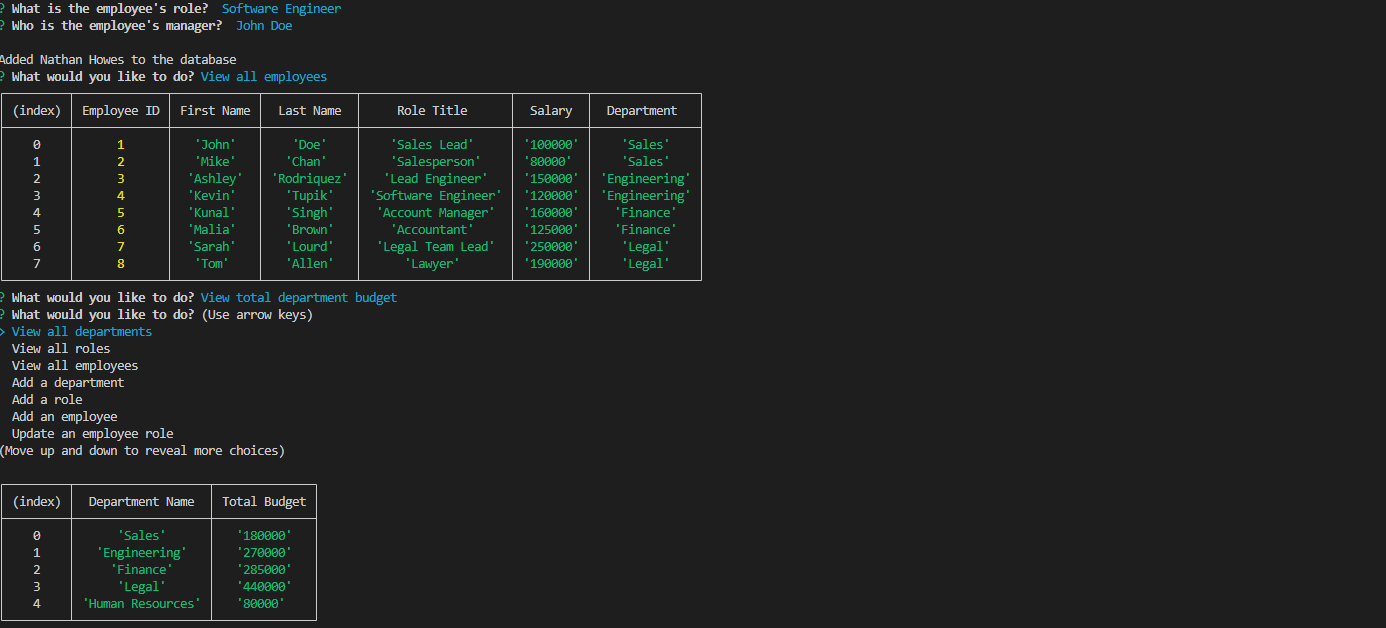 ? What is the employee's role?  Software Engineer
? Who is the employee's manager?  John Doe
Added Nathan Howes to the database
? What would you like to do? View all employees
(index) Employee ID First Name Last Name Role Title Salary Department
0 1 'John' 'Doe' 'Sales Lead' '100000' 'Sales'
1 2 'Mike' 'Chan' 'Salesperson' '80000' 'Sales'
2 3 'Ashley' 'Rodriquez' 'Lead Engineer' '150000' 'Engineering'
3 4 'Kevin' 'Tupik' 'Software Engineer' '120000' 'Engineering'
4 5 'Kunal' 'Singh' 'Account Manager' '160000' 'Finance'
5 6 'Malia' 'Brown' 'Accountant' '125000' 'Finance'
6 7 'Sarah' 'Lourd' 'Legal Team Lead' '250000' 'Legal'
7 8 'Tom' 'Allen' 'Lawyer' '190000' 'Legal'
? What would you like to do? View total department budget
? What would you like to do? (Use arrow keys)
> View all departments
View all roles
View all employees
Add a department
Add a role
Add an employee
Update an employee role
(Move up and down to reveal more choices)
(index) Department Name Total Budget
0 'Sales' '180000'
1 'Engineering' '270000'
2 'Finance' '285000'
3 'Legal' '440000'
4 'Human Resources' '80000'